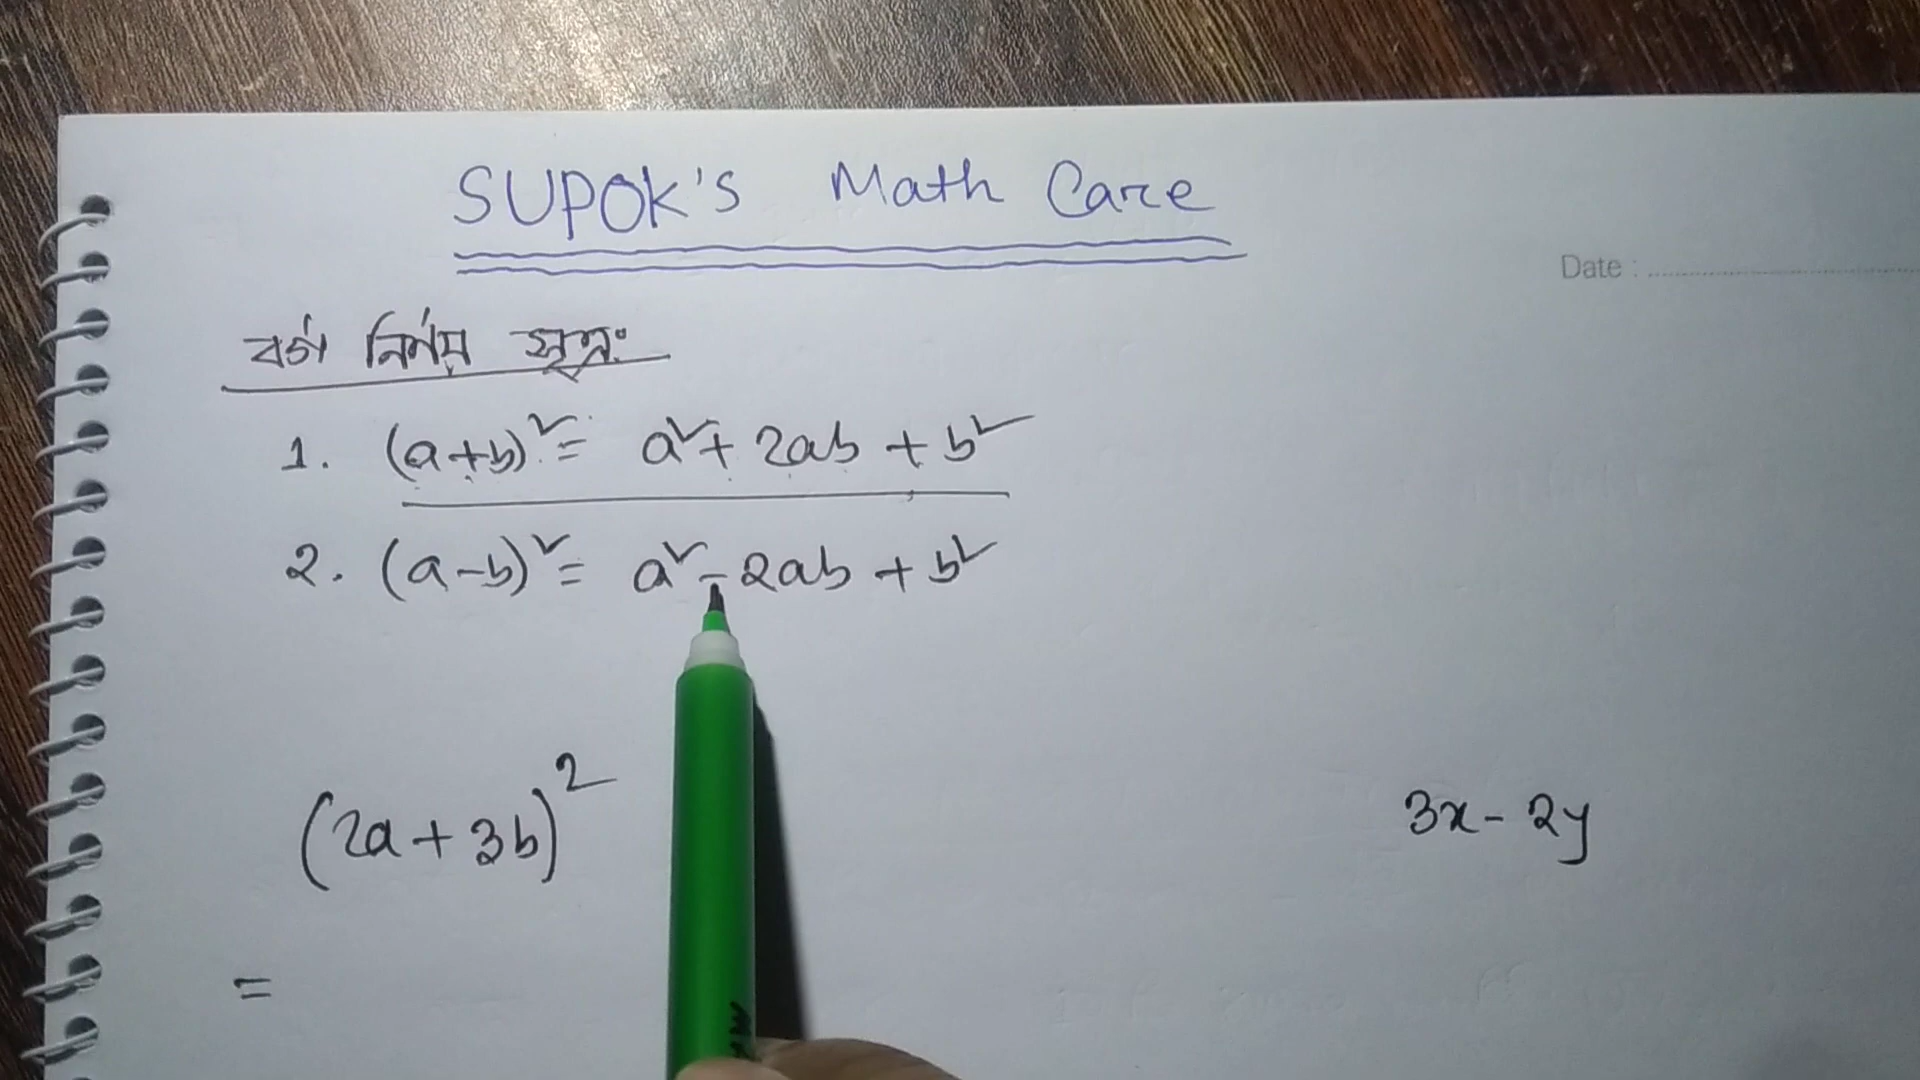 SUPOK's Math Care
Date :
বর্গ নির্ণয় সূত্রঃ
1. (a+b)² = a² + 2ab + b²
2. (a-b)² = a² - 2ab + b²
(2a + 3b)²
3x - 2y
=